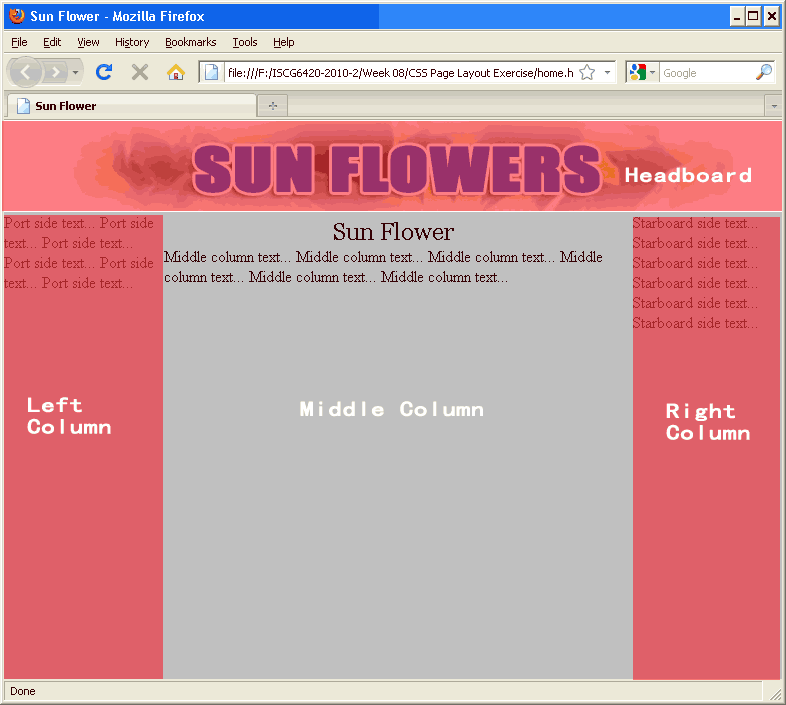 Sun Flower - Mozilla Firefox
File Edit View History Bookmarks Tools Help
file:///F:/ISCG6420-2010-2/Week 08/CSS Page Layout Exercise/home.h
Google
Sun Flower
SUN FLOWERS
Headboard
Port side text... Port side
text... Port side text...
Port side text... Port side
text... Port side text...
Left
Column
Sun Flower
Middle column text... Middle column text... Middle column text... Middle
column text... Middle column text... Middle column text...
Middle Column
Starboard side text...
Starboard side text...
Starboard side text...
Starboard side text...
Starboard side text...
Starboard side text...
Right
Column
Done